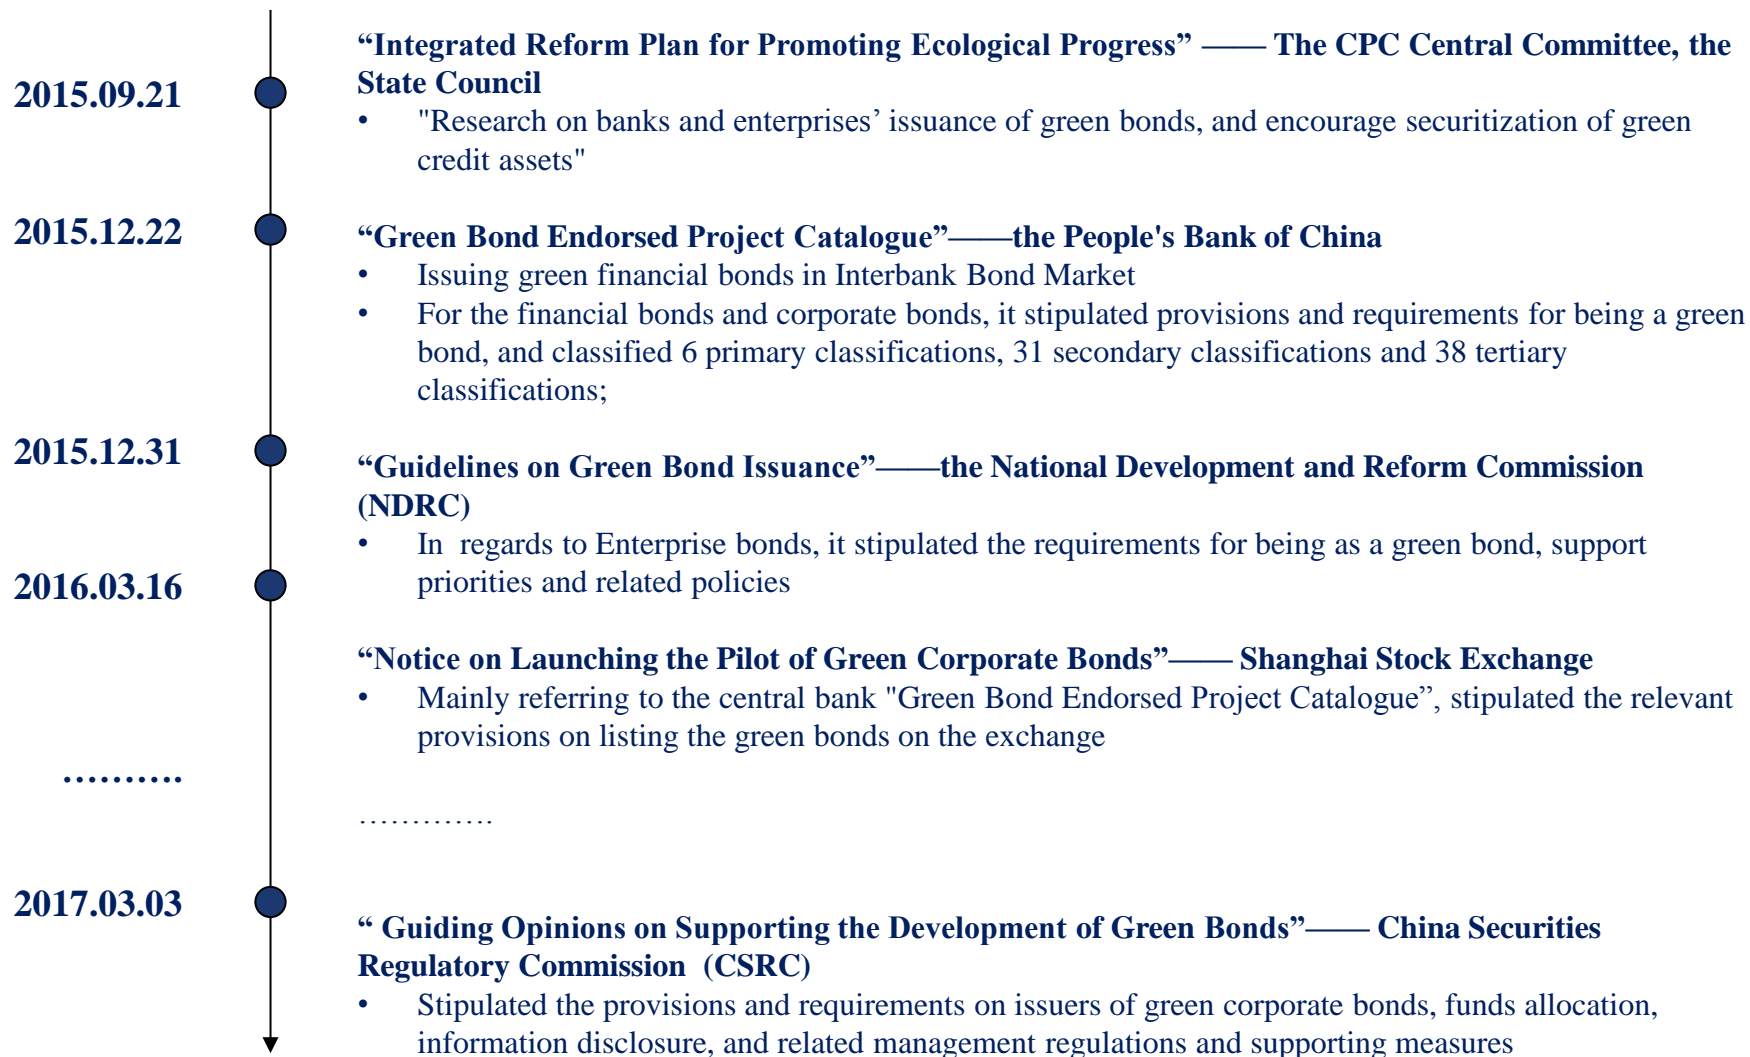 “Integrated Reform Plan for Promoting Ecological Progress” —— The CPC Central Committee, the
State Council
2015.09.21
• "Research on banks and enterprises’ issuance of green bonds, and encourage securitization of green
credit assets"
2015.12.22
“Green Bond Endorsed Project Catalogue”——the People's Bank of China
• Issuing green financial bonds in Interbank Bond Market
• For the financial bonds and corporate bonds, it stipulated provisions and requirements for being a green
bond, and classified 6 primary classifications, 31 secondary classifications and 38 tertiary
classifications;
2015.12.31
“Guidelines on Green Bond Issuance”——the National Development and Reform Commission
(NDRC)
• In  regards to Enterprise bonds, it stipulated the requirements for being as a green bond, support
priorities and related policies
2016.03.16
“Notice on Launching the Pilot of Green Corporate Bonds”—— Shanghai Stock Exchange
• Mainly referring to the central bank "Green Bond Endorsed Project Catalogue”, stipulated the relevant
provisions on listing the green bonds on the exchange
……….
………….
2017.03.03
“ Guiding Opinions on Supporting the Development of Green Bonds”—— China Securities
Regulatory Commission  (CSRC)
• Stipulated the provisions and requirements on issuers of green corporate bonds, funds allocation,
information disclosure, and related management regulations and supporting measures